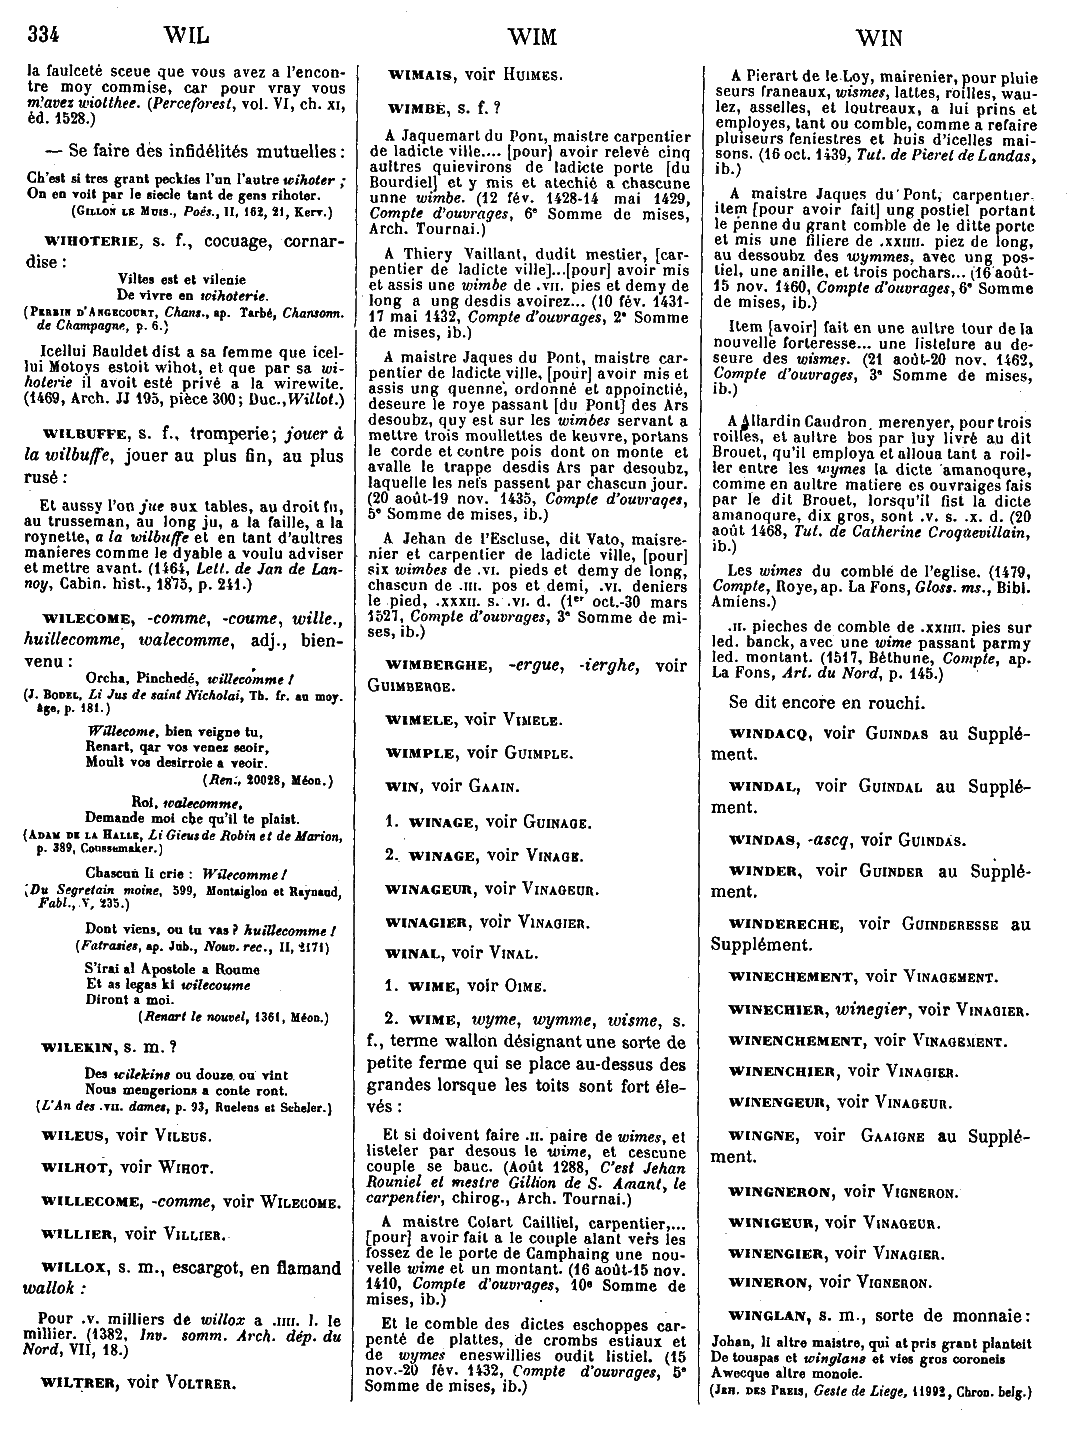 334 WIL WIM WIN
la faulceté sceue que vous avez a l'encon-
tre moy commise, car pour vray vous
m'avez wiotthee. (Perceforest, vol. VI, ch. XI,
éd. 1528.)
— Se faire des infidélités mutuelles :
Ch'est si tres grant peckies l'un l'autre wihoter ;
On en voit par le siecle tant de gens rihoter.
(GILLON LE MUIS., Poés., II, 162, 21, Kerv.)
WIHOTERIE, s. f., cocuage, cornar-
dise :
Viltes est et vilenie
De vivre en wihoterie.
(PERRIN D'ANGECOURT, Chans., ap. Tarbé, Chansonn.
de Champagne, p. 6.)
Icellui Bauldet dist a sa femme que icel-
lui Motoys estoit wihot, et que par sa wi-
hoterie il avoit esté privé a la wirewite.
(1469, Arch. JJ 195, pièce 300; Duc., Willot.)
WILBUFFE, s. f., tromperie; jouer à
la wilbuffe, jouer au plus fin, au plus
rusé :
Et aussy l'on jue aux tables, au droit fu,
au trusseman, au long ju, a la faille, a la
roynette, a la wilbuffe et en tant d'aultres
manieres comme le dyable a voulu adviser
et mettre avant. (1464, Lett. de Jan de Lan-
noy, Cabin. hist., 1875, p. 241.)
WILECOME, -comme, -coume, wille.,
huillecomme, walecomme, adj., bien-
venu :
Orcha, Pinchedé, willecomme !
(J. BODEL, Li Jus de saint Nicholai, Th. fr. au moy.
âge, p. 181.)
Willecome, bien veigne tu,
Renart, qar vos venez seoir,
Moult vos desirroie a veoir.
(Ren., 20028, Méon.)
Roi, walecomme,
Demande moi che qu'il te plaist.
(ADAM DE LA HALLE, Li Gieus de Robin et de Marion,
p. 389, Coussemaker.)
Chascun li crie : Wilecomme !
(Du Segretain moine, 599, Montaiglon et Raynaud,
Fabl., V, 235.)
Dont viens, ou tu vas ? huillecomme !
(Fatrasies, ap. Jub., Nouv. rec., II, 2171)
S'irai al Apostole a Roume
Et as legas ki wilecoume
Diront a moi.
(Renart le nouvel, 1361, Méon.)
WILEKIN, s. m. ?
Des wilekins ou douze ou vint
Nous mengerions a conte ront.
(L'An des .VII. dames, p. 93, Ruelens et Scheler.)
WILEUS, voir VILEUS.
WILHOT, voir WIHOT.
WILLECOME, -comme, voir WILECOME.
WILLIER, voir VILLIER.
WILLOX, s. m., escargot, en flamand
wallok :
Pour .v. milliers de willox a .IIII. l. le
millier. (1382, Inv. somm. Arch. dép. du
Nord, VII, 18.)
WILTRER, voir VOLTRER.
WIMAIS, voir HUIMES.
WIMBE, s. f. ?
A Jaquemart du Pont, maistre carpentier
de ladicte ville.... [pour] avoir relevé cinq
aultres quievirons de ladicte porte [du
Bourdiel] et y mis et atechié a chascune
unne wimbe. (12 fév. 1428-14 mai 1429,
Compte d'ouvrages, 6e Somme de mises,
Arch. Tournai.)
A Thiery Vaillant, dudit mestier, [car-
pentier de ladicte ville]...[pour] avoir mis
et assis une wimbe de .VII. pies et demy de
long a ung desdis avoirez... (10 fév. 1431-
17 mai 1432, Compte d'ouvrages, 2e Somme
de mises, ib.)
A maistre Jaques du Pont, maistre car-
pentier de ladicte ville, [pour] avoir mis et
assis ung quenne, ordonné et appoinctié,
deseure le roye passant [du Pont] des Ars
desoubz, quy est sur les wimbes servant a
mettre trois moullettes de keuvre, portans
le corde et contre pois dont on monte et
avalle le trappe desdis Ars par desoubz,
laquelle les nefs passent par chascun jour.
(20 août-19 nov. 1435, Compte d'ouvrages,
5e Somme de mises, ib.)
A Jehan de l'Escluse, dit Vato, maisre-
nier et carpentier de ladicte ville, [pour]
six wimbes de .VI. pieds et demy de long,
chascun de .III. pos et demi, .VI. deniers
le pied, .XXXII. s. .VI. d. (1er oct.-30 mars
1527, Compte d'ouvrages, 3e Somme de mi-
ses, ib.)
WIMBERGHE, -ergue, -ierghe, voir
GUIMBERGE.
WIMELE, voir VIMELE.
WIMPLE, voir GUIMPLE.
WIN, voir GAAIN.
1. WINAGE, voir GUINAGE.
2. WINAGE, voir VINAGE.
WINAGEUR, voir VINAGEUR.
WINAGIER, voir VINAGIER.
WINAL, voir VINAL.
1. WIME, voir OIME.
2. WIME, wyme, wymme, wisme, s.
f., terme wallon désignant une sorte de
petite ferme qui se place au-dessus des
grandes lorsque les toits sont fort éle-
vés :
Et si doivent faire .II. paire de wimes, et
listeler par desous le wime, et cescune
couple se bauc. (Août 1288, C'est Jehan
Rouniel et mestre Gillion de S. Amant, le
carpentier, chirog., Arch. Tournai.)
A maistre Colart Cailliel, carpentier,...
[pour] avoir fait a le couple alant vers les
fossez de le porte de Camphaing une nou-
velle wime et un montant. (16 août-15 nov.
1410, Compte d'ouvrages, 10e Somme de
mises, ib.)
Et le comble des dictes eschoppes car-
penté de plattes, de crombs estiaux et
de wymes eneswillies oudit listiel. (15
nov.-20 fév. 1432, Compte d'ouvrages, 5e
Somme de mises, ib.)
A Pierart de le Loy, mairenier, pour pluie
seurs franeaux, wismes, lattes, roilles, wau-
lez, asselles, et loutreaux, a lui prins et
employes, tant ou comble, comme a refaire
pluiseurs feniestres et huis d'icelles mai-
sons. (16 oct. 1439, Tut. de Pieret de Landas,
ib.)
A maistre Jaques du Pont, carpentier,
item [pour avoir fait] ung postiel portant
le penne du grant comble de le ditte porte
et mis une filiere de .XXIIII. piez de long,
au dessoubz des wymmes, avec ung pos-
tiel, une anille, et trois pochars... (16 août-
15 nov. 1460, Compte d'ouvrages, 6e Somme
de mises, ib.)
Item [avoir] fait en une aultre tour de la
nouvelle forteresse... une listelure au de-
seure des wismes. (21 août-20 nov. 1462,
Compte d'ouvrages, 3e Somme de mises,
ib.)
A Allardin Caudron, merenyer, pour trois
roilles, et aultre bos par luy livré au dit
Brouet, qu'il employa et alloua tant a roil-
ler entre les wymes la dicte amanoqure,
comme en aultre matiere es ouvraiges fais
par le dit Brouet, lorsqu'il fist la dicte
amanoqure, dix gros, sont .v. s. .x. d. (20
août 1468, Tut. de Catherine Croquevillain,
ib.)
Les wimes du comble de l'eglise. (1479,
Compte, Roye, ap. La Fons, Gloss. ms., Bibl.
Amiens.)
.II. pieches de comble de .XXIIII. pies sur
led. banck, avec une wime passant parmy
led. montant. (1517, Béthune, Compte, ap.
La Fons, Art. du Nord, p. 145.)
Se dit encore en rouchi.
WINDACQ, voir GUINDAS au Supplé-
ment.
WINDAL, voir GUINDAL au Supplé-
ment.
WINDAS, -ascq, voir GUINDAS.
WINDER, voir GUINDER au Supplé-
ment.
WINDERECHE, voir GUINDERESSE au
Supplément.
WINECHEMENT, voir VINAGEMENT.
WINECHIER, winegier, voir VINAGIER.
WINENCHEMENT, voir VINAGEMENT.
WINENCHIER, voir VINAGIER.
WINENGEUR, voir VINAGEUR.
WINGNE, voir GAAIGNE au Supplé-
ment.
WINGNERON, voir VIGNERON.
WINIGEUR, voir VINAGEUR.
WINENGIER, voir VINAGIER.
WINERON, voir VIGNERON.
WINGLAN, s. m., sorte de monnaie :
Johan, li altre maistre, qui at pris grant planteit
De touspas et winglans et vies gros coroneis
Awecque altre monoie.
(JEH. DES PREIS, Geste de Liege, 11992, Chron. belg.)